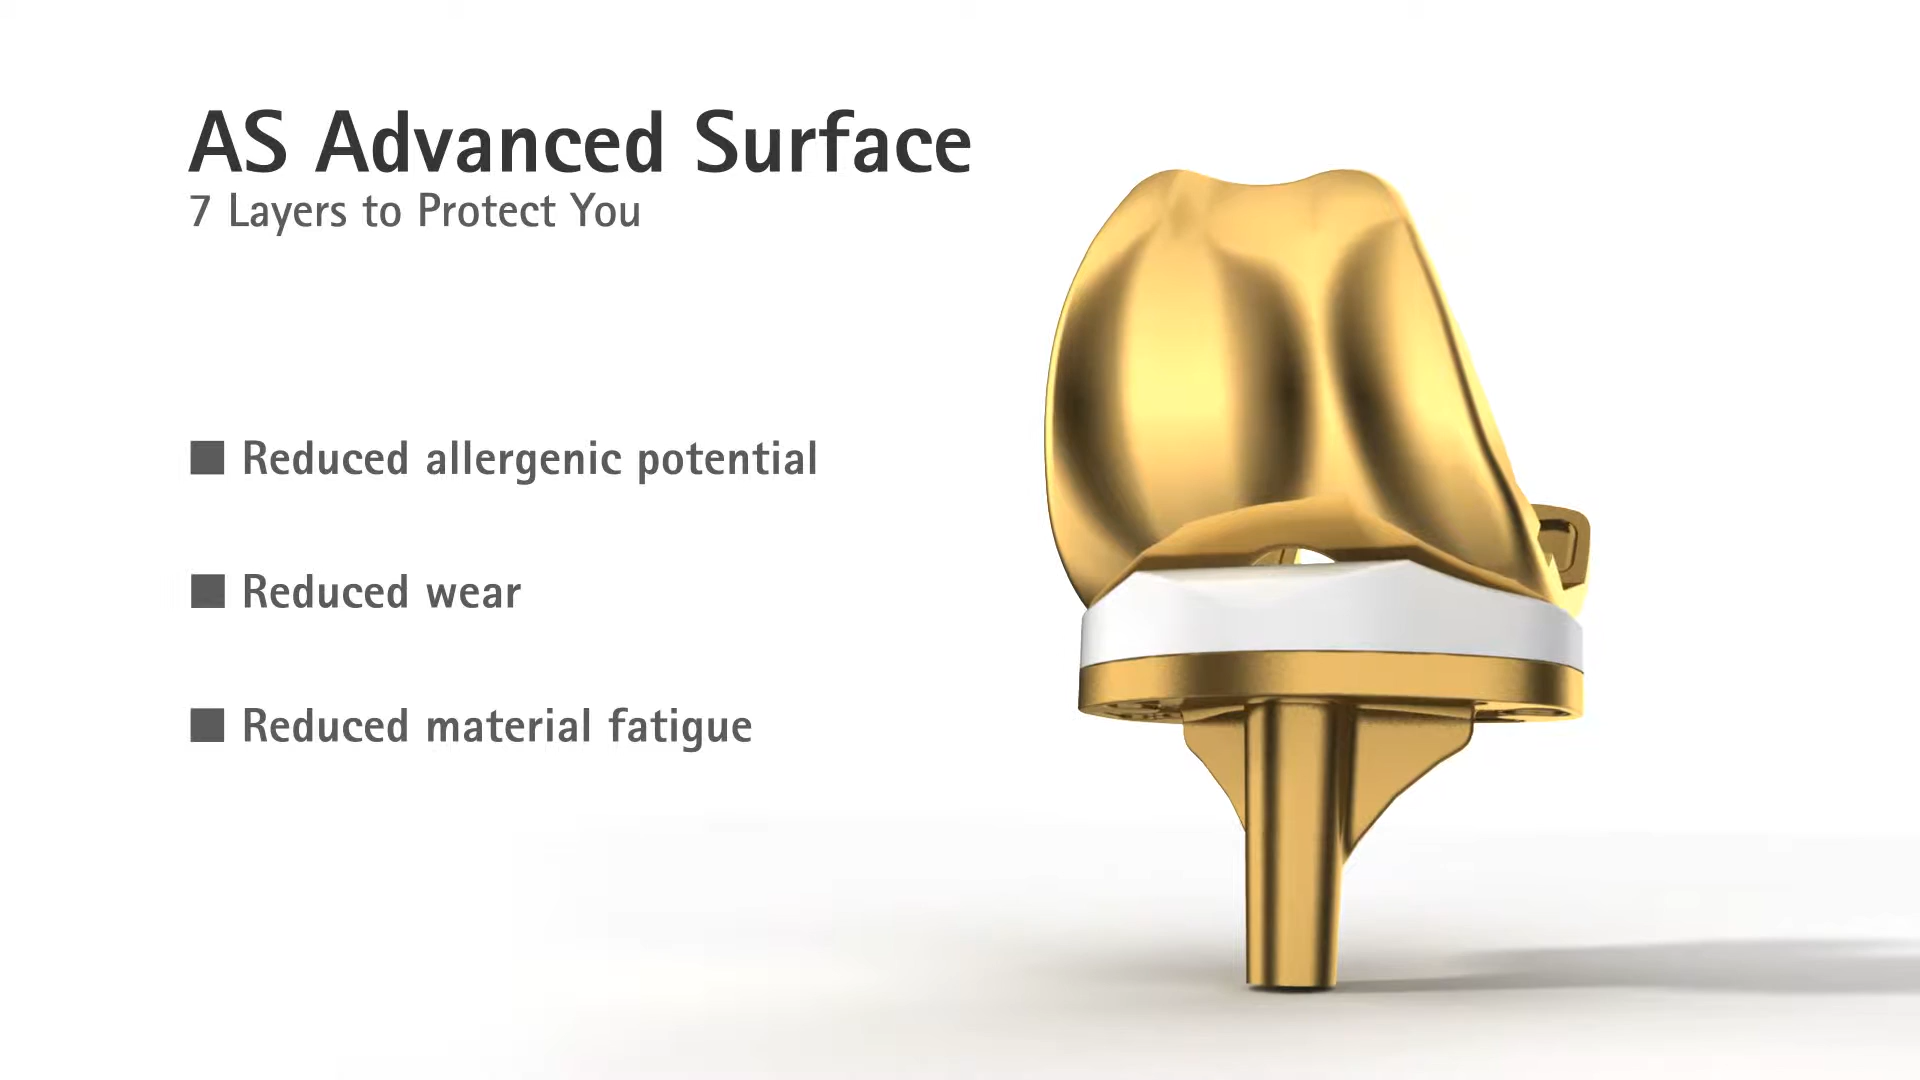 AS Advanced Surface
7 Layers to Protect You
Reduced allergenic potential
Reduced wear
Reduced material fatigue